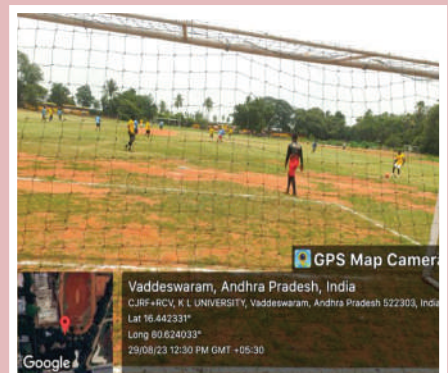 GPS Map Camera
Vaddeswaram, Andhra Pradesh, India
CJRF+RCV, K L UNIVERSITY, Vaddeswaram, Andhra Pradesh 522303, India
Lat 16.442331°
Long 80.624033°
29/08/23 12:30 PM GMT +05:30
Google